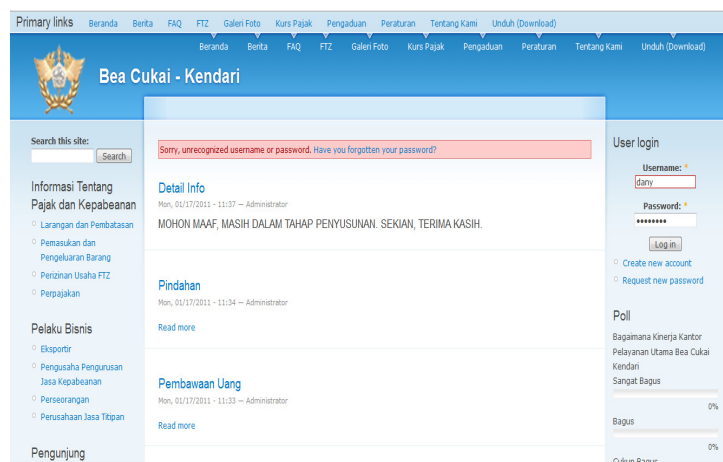 Primary links Beranda Berita FAQ FTZ Galeri Foto Kurs Pajak Pengaduan Peraturan Tentang Kami Unduh (Download)
Beranda Berita FAQ FTZ Galeri Foto Kurs Pajak Pengaduan Peraturan Tentang Kami Unduh (Download)
Bea Cukai - Kendari
Search this site:
Search
Informasi Tentang
Pajak dan Kepabeanan
Larangan dan Pembatasan
Pemasukan dan
Pengeluaran Barang
Perizinan Usaha FTZ
Perpajakan
Pelaku Bisnis
Eksportir
Pengusaha Pengurusan
Jasa Kepabeanan
Perseorangan
Perusahaan Jasa Titipan
Pengunjung
Sorry, unrecognized username or password. Have you forgotten your password?
Detail Info
Mon, 01/17/2011 - 11:37 — Administrator
MOHON MAAF, MASIH DALAM TAHAP PENYUSUNAN. SEKIAN, TERIMA KASIH.
Pindahan
Mon, 01/17/2011 - 11:34 — Administrator
Read more
Pembawaan Uang
Mon, 01/17/2011 - 11:33 — Administrator
Read more
User login
Username: *
dany
Password: *
••••••••
Log in
Create new account
Request new password
Poll
Bagaimana Kinerja Kantor
Pelayanan Utama Bea Cukai
Kendari
Sangat Bagus
0%
Bagus
0%
Cukup Bagus